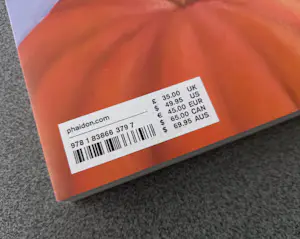 phaidon.com
978 1 83866 379 7
£ 35.00 UK
$ 49.95 US
€ 45.00 EUR
$ 65.00 CAN
$ 69.95 AUS